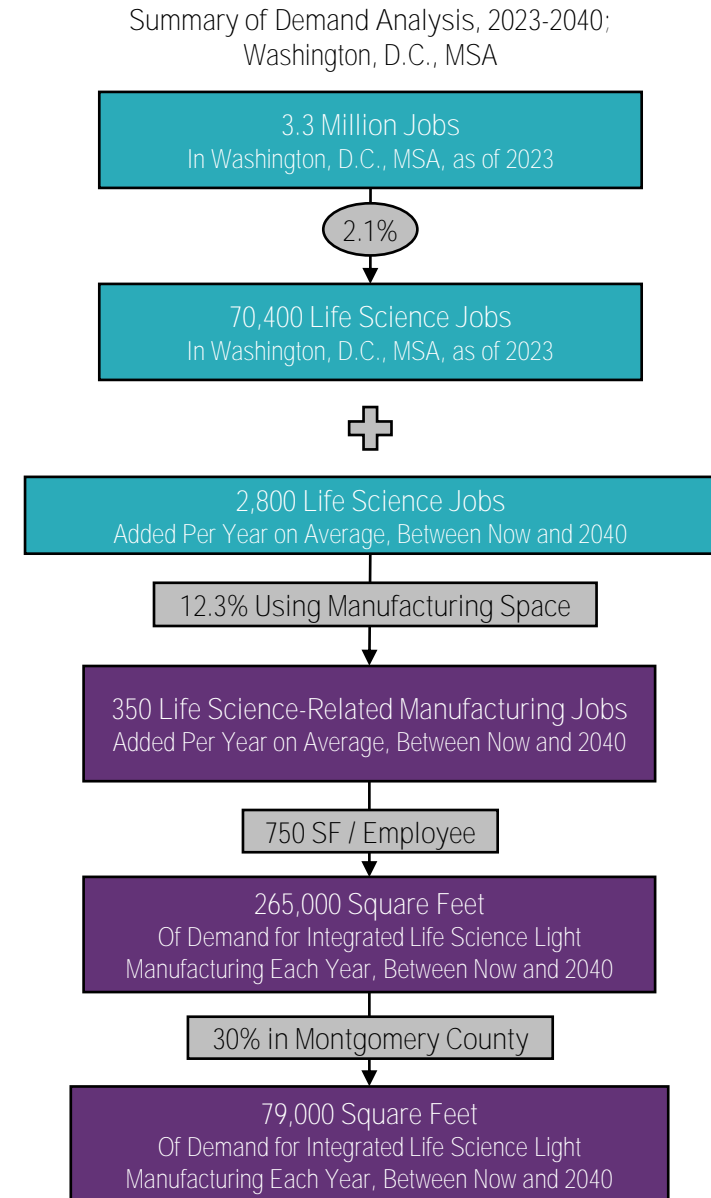 Summary of Demand Analysis, 2023-2040;
Washington, D.C., MSA
3.3 Million Jobs
In Washington, D.C., MSA, as of 2023
2.1%
70,400 Life Science Jobs
In Washington, D.C., MSA, as of 2023
2,800 Life Science Jobs
Added Per Year on Average, Between Now and 2040
12.3% Using Manufacturing Space
350 Life Science-Related Manufacturing Jobs
Added Per Year on Average, Between Now and 2040
750 SF / Employee
265,000 Square Feet
Of Demand for Integrated Life Science Light
Manufacturing Each Year, Between Now and 2040
30% in Montgomery County
79,000 Square Feet
Of Demand for Integrated Life Science Light
Manufacturing Each Year, Between Now and 2040